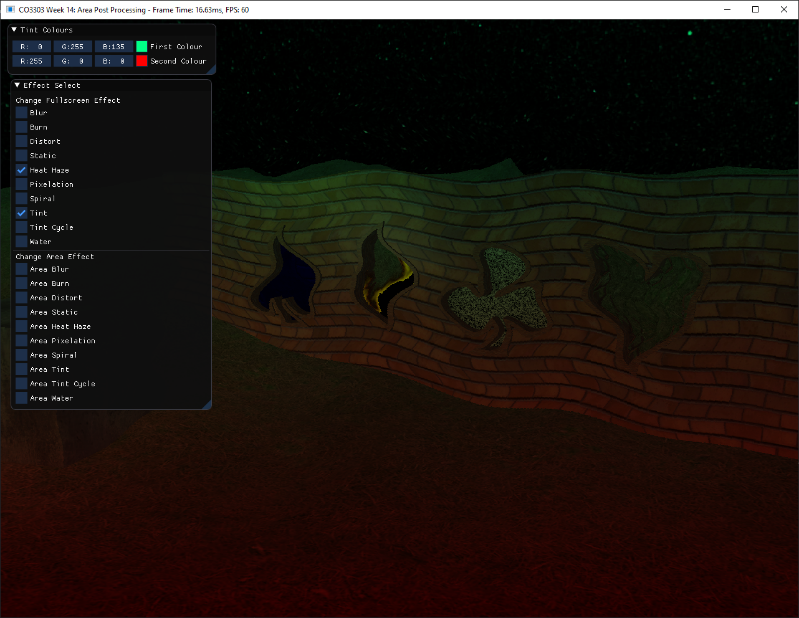 CO3303 Week 14: Area Post Processing - Frame Time: 16.63ms, FPS: 60
Tint Colours
R: 0 G:255 B:135 First Colour
R:255 G: 0 B: 0 Second Colour
Effect Select
Change Fullscreen Effect
Blur
Burn
Distort
Static
Heat Haze
Pixelation
Spiral
Tint
Tint Cycle
Water
Change Area Effect
Area Blur
Area Burn
Area Distort
Area Static
Area Heat Haze
Area Pixelation
Area Spiral
Area Tint
Area Tint Cycle
Area Water